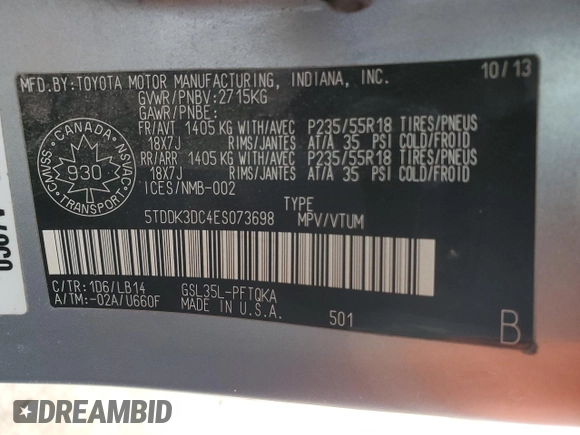 MFD.BY:TOYOTA MOTOR MANUFACTURING, INDIANA, INC. 10/13
GVWR/PNBV:2715KG
GAWR/PNBE:
FR/AVT 1405 KG WITH/AVEC P235/55R18 TIRES/PNEUS
18X7J RIMS/JANTES AT/A 35 PSI COLD/FROID
RR/ARR 1405 KG WITH/AVEC P235/55R18 TIRES/PNEUS
18X7J RIMS/JANTES AT/A 35 PSI COLD/FROID
ICES/NMB-002
CANADA
CMVSS. NSVAC
930
TRANSPORT
TYPE
5TDDK3DC4ES073698 MPV/VTUM
C/TR:1D6/LB14 GSL35L-PFTQKA
A/TM:-02A/U660F MADE IN U.S.A.
501
B
DREAMBID